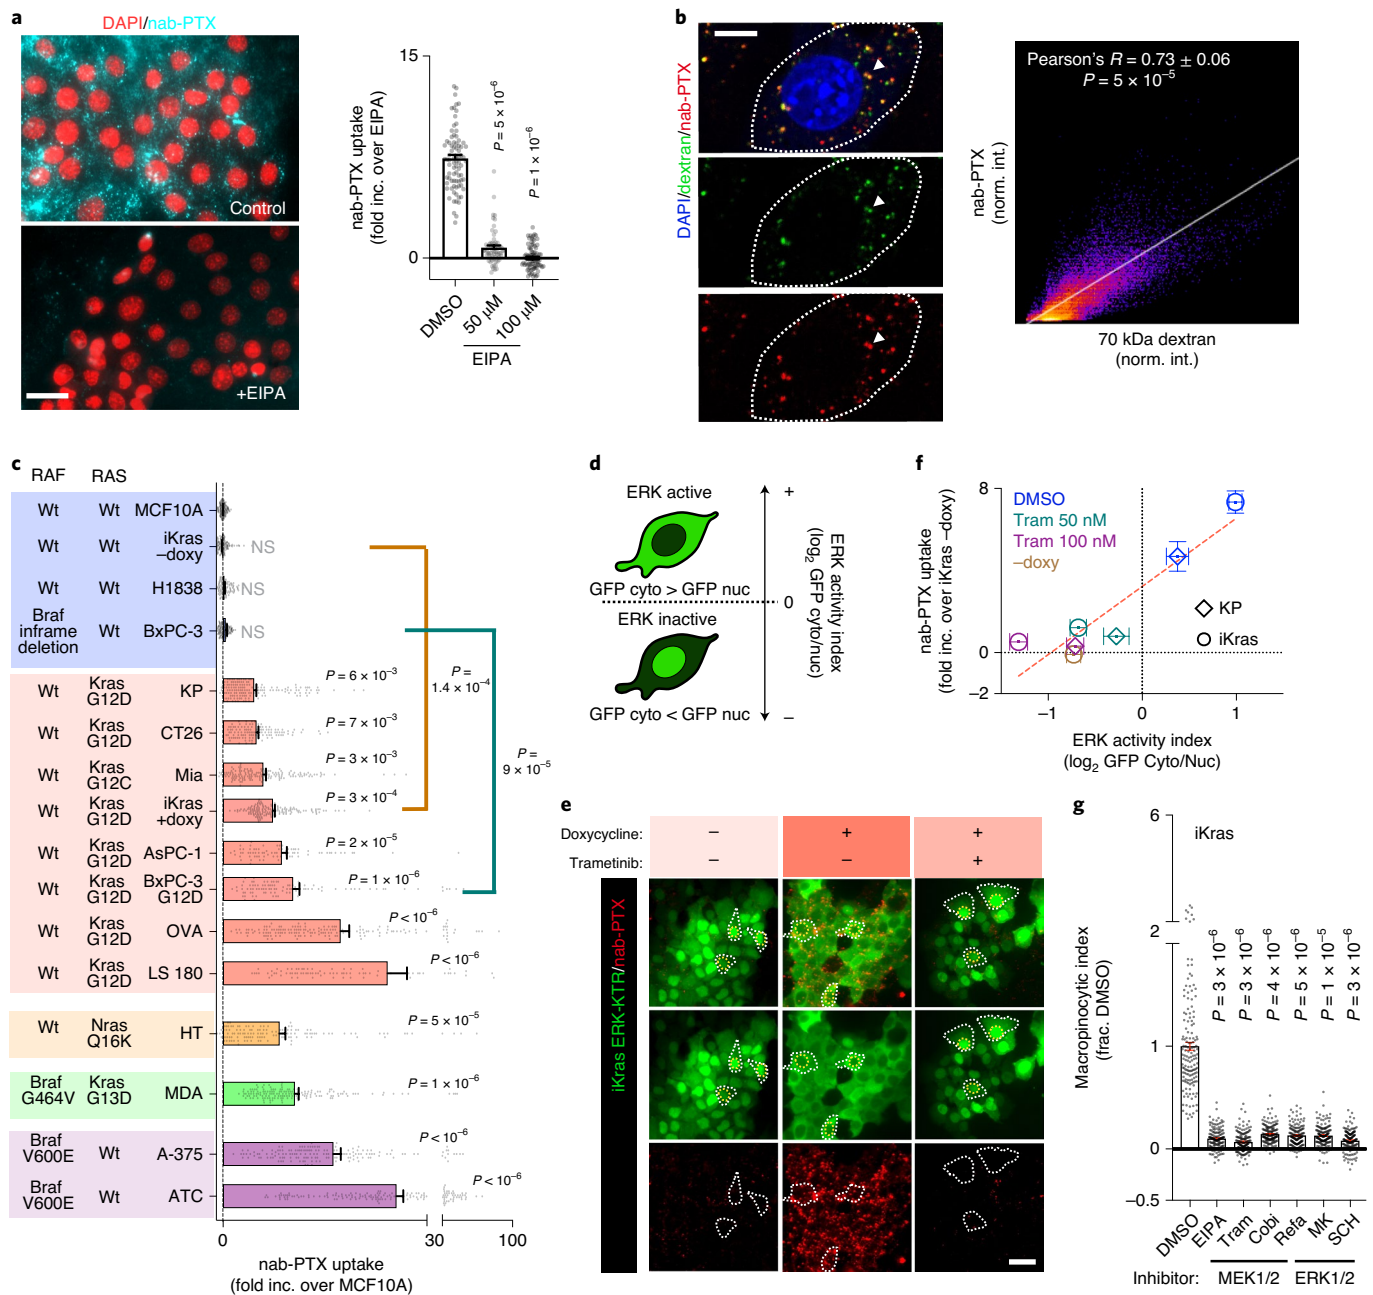 a
DAPI/nab-PTX
Control
+EIPA
nab-PTX uptake
(fold inc. over EIPA)
15
0
P = 5 × 10–6
P = 1 × 10–6
DMSO
50 μM
100 μM
EIPA
b
DAPI/dextran/nab-PTX
Pearson's R = 0.73 ± 0.06
P = 5 × 10–5
nab-PTX
(norm. int.)
70 kDa dextran
(norm. int.)
c
RAF RAS
Wt Wt MCF10A
Wt Wt iKras
–doxy
NS
Wt Wt H1838
NS
Braf
inframe
deletion
Wt BxPC-3
NS
Wt Kras
G12D
KP
P = 6 × 10–3
Wt Kras
G12D
CT26
P = 7 × 10–3
Wt Kras
G12C
Mia
P = 3 × 10–3
Wt Kras
G12D
iKras
+doxy
P = 3 × 10–4
Wt Kras
G12D
AsPC-1
P = 2 × 10–5
Wt Kras
G12D
BxPC-3
G12D
P = 1 × 10–6
Wt Kras
G12D
OVA
P < 10–6
Wt Kras
G12D
LS 180
P < 10–6
Wt Nras
Q16K
HT
P = 5 × 10–5
Braf
G464V
Kras
G13D
MDA
P = 1 × 10–6
Braf
V600E
Wt A-375
P < 10–6
Braf
V600E
Wt ATC
P < 10–6
P =
1.4 × 10–4
P =
9 × 10–5
0 30 100
nab-PTX uptake
(fold inc. over MCF10A)
d
ERK active
GFP cyto > GFP nuc
ERK inactive
GFP cyto < GFP nuc
+
0
–
ERK activity index
(log2 GFP cyto/nuc)
e
Doxycycline: – + +
Trametinib: – – +
iKras ERK-KTR/nab-PTX
f
nab-PTX uptake
(fold inc. over iKras –doxy)
8
0
–2
DMSO
Tram 50 nM
Tram 100 nM
–doxy
KP
iKras
–1 0 1
ERK activity index
(log2 GFP Cyto/Nuc)
g
iKras
Macropinocytic index
(frac. DMSO)
6
2
1
0
–0.5
P = 3 × 10–6
P = 3 × 10–6
P = 4 × 10–6
P = 5 × 10–6
P = 1 × 10–5
P = 3 × 10–6
DMSO
EIPA
Tram
Cobi
Refa
MK
SCH
Inhibitor: MEK1/2 ERK1/2